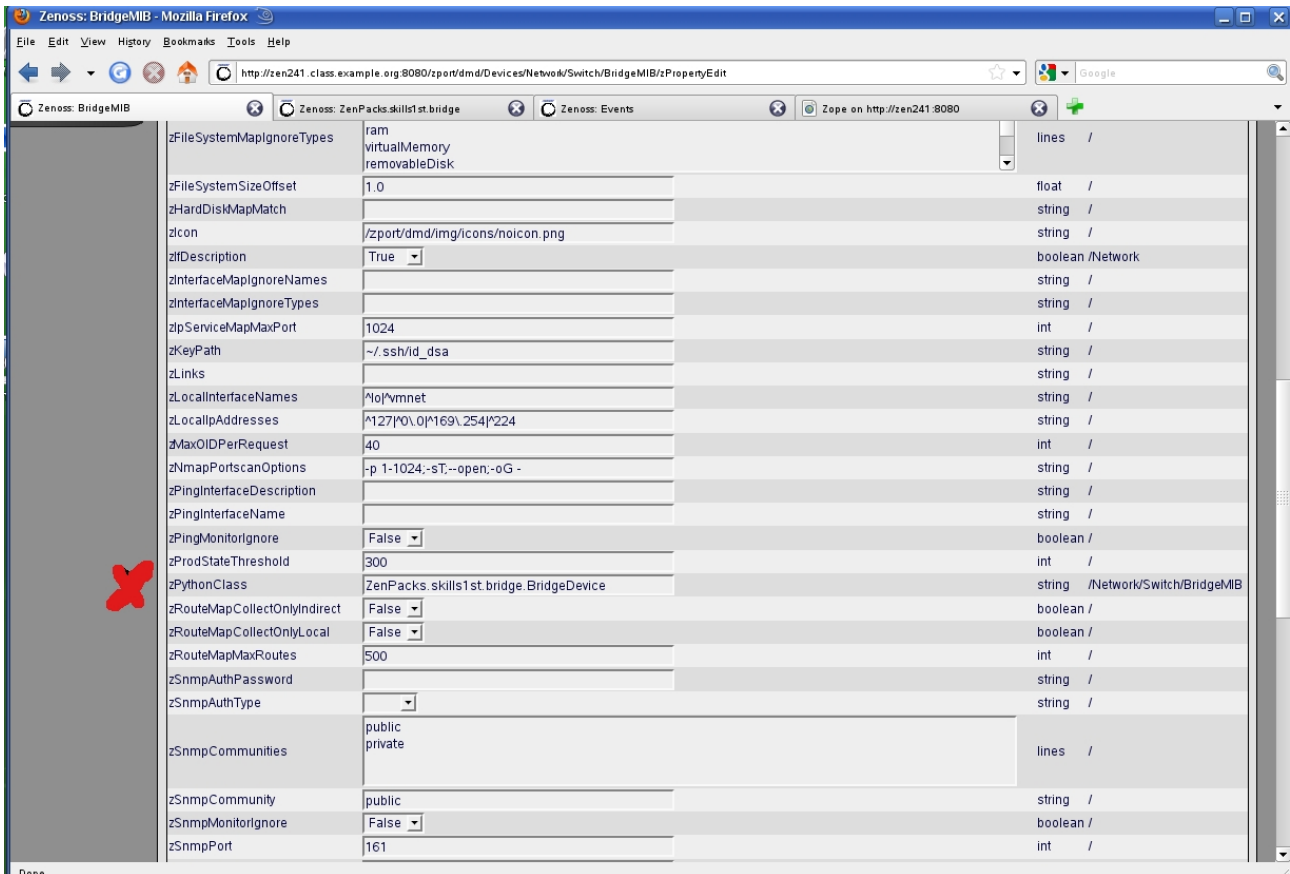 Zenoss: BridgeMIB - Mozilla Firefox
File Edit View History Bookmarks Tools Help
http://zen241.class.example.org:8080/zport/dmd/Devices/Network/Switch/BridgeMIB/zPropertyEdit
Google
Zenoss: BridgeMIB
Zenoss: ZenPacks.skills1st.bridge
Zenoss: Events
Zope on http://zen241:8080
zFileSystemMapIgnoreTypes ram lines /
virtualMemory
removableDisk
zFileSystemSizeOffset 1.0 float /
zHardDiskMapMatch string /
zIcon /zport/dmd/img/icons/noicon.png string /
zIfDescription True boolean /Network
zInterfaceMapIgnoreNames string /
zInterfaceMapIgnoreTypes string /
zIpServiceMapMaxPort 1024 int /
zKeyPath ~/.ssh/id_dsa string /
zLinks string /
zLocalInterfaceNames ^lo|^vmnet string /
zLocalIpAddresses ^127|^0\.0|^169\.254|^224 string /
zMaxOIDPerRequest 40 int /
zNmapPortscanOptions -p 1-1024;-sT;--open;-oG - string /
zPingInterfaceDescription string /
zPingInterfaceName string /
zPingMonitorIgnore False boolean /
zProdStateThreshold 300 int /
zPythonClass ZenPacks.skills1st.bridge.BridgeDevice string /Network/Switch/BridgeMIB
zRouteMapCollectOnlyIndirect False boolean /
zRouteMapCollectOnlyLocal False boolean /
zRouteMapMaxRoutes 500 int /
zSnmpAuthPassword string /
zSnmpAuthType string /
zSnmpCommunities public lines /
private
zSnmpCommunity public string /
zSnmpMonitorIgnore False boolean /
zSnmpPort 161 int /
Done